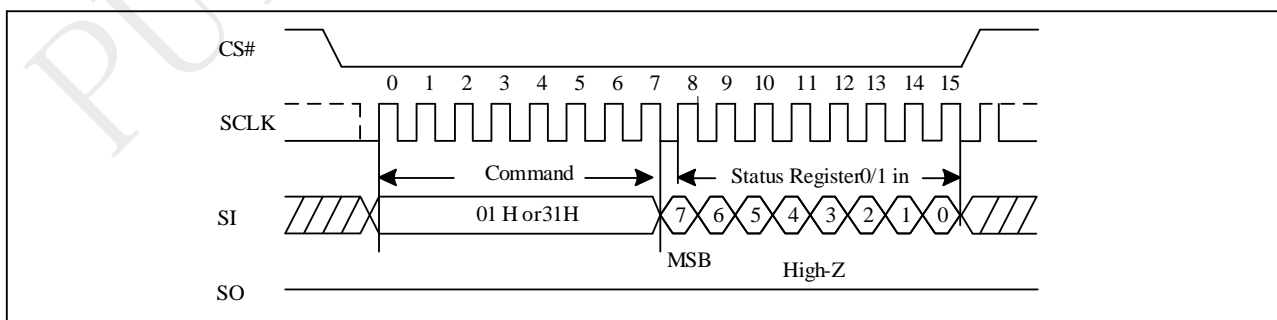 CS#
0 1 2 3 4 5 6 7 8 9 10 11 12 13 14 15
SCLK
Command Status Register0/1 in
SI 01 H or31H 7 6 5 4 3 2 1 0
MSB High-Z
SO